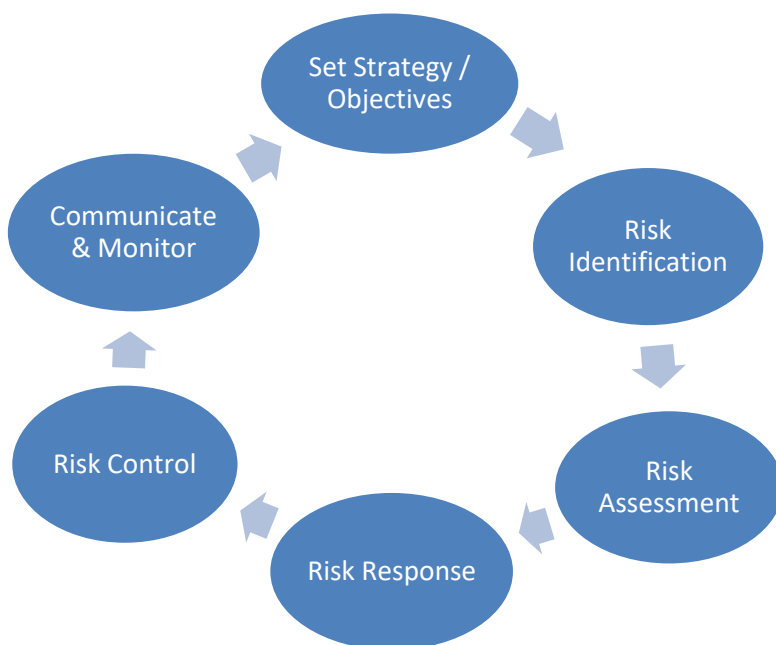 Set Strategy /
Objectives
Risk
Identification
Risk
Assessment
Risk Response
Risk Control
Communicate
& Monitor